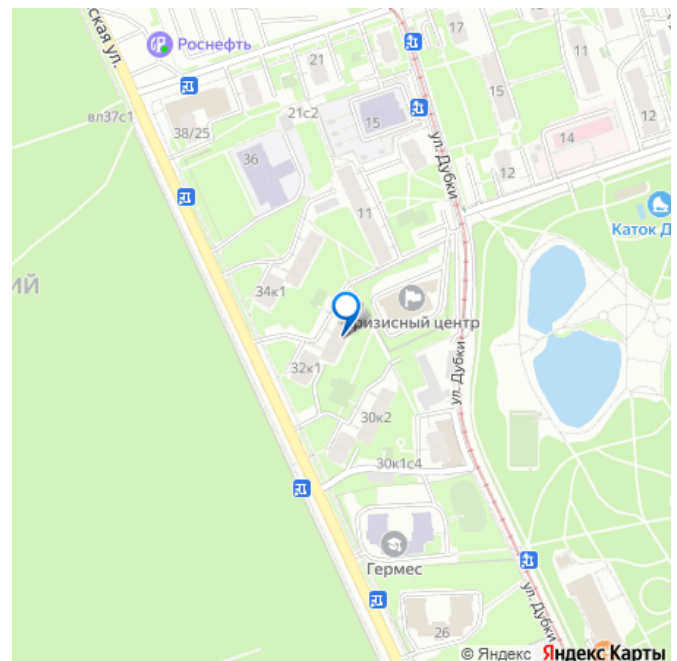 17
Роснефть
ская ул.
21
11
15
21с2
вл37с1
15
38/25
12
14
ул. Дубки
36
12
Каток Д
11
ИЙ
34к1
ризисный центр
ул. Дубки
32к1
30к2
30к1с4
Гермес
ул. Дубки
26
© Яндекс Яндекс Карты